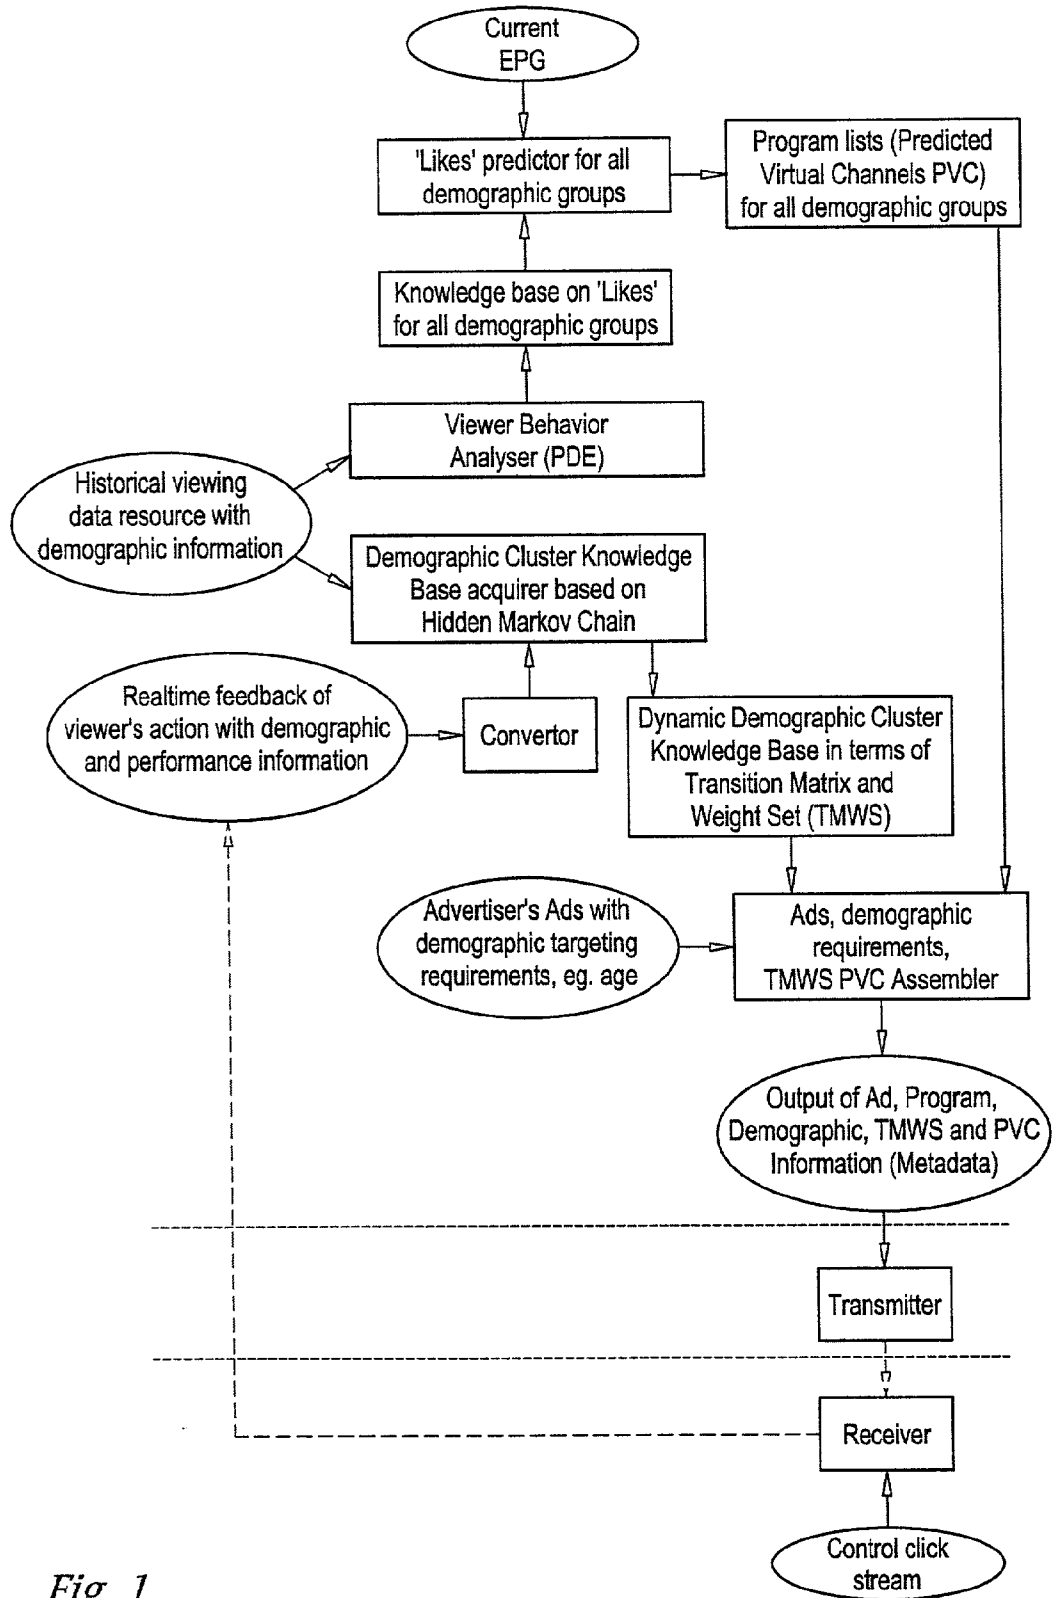 Current
EPG
'Likes' predictor for all
demographic groups
Program lists (Predicted
Virtual Channels PVC)
for all demographic groups
Knowledge base on 'Likes'
for all demographic groups
Viewer Behavior
Analyser (PDE)
Historical viewing
data resource with
demographic information
Demographic Cluster Knowledge
Base acquirer based on
Hidden Markov Chain
Realtime feedback of
viewer's action with demographic
and performance information
Convertor
Dynamic Demographic Cluster
Knowledge Base in terms of
Transition Matrix and
Weight Set (TMWS)
Advertiser's Ads with
demographic targeting
requirements, eg. age
Ads, demographic
requirements,
TMWS PVC Assembler
Output of Ad, Program,
Demographic, TMWS and PVC
Information (Metadata)
Transmitter
Receiver
Control click
stream
Fig 1